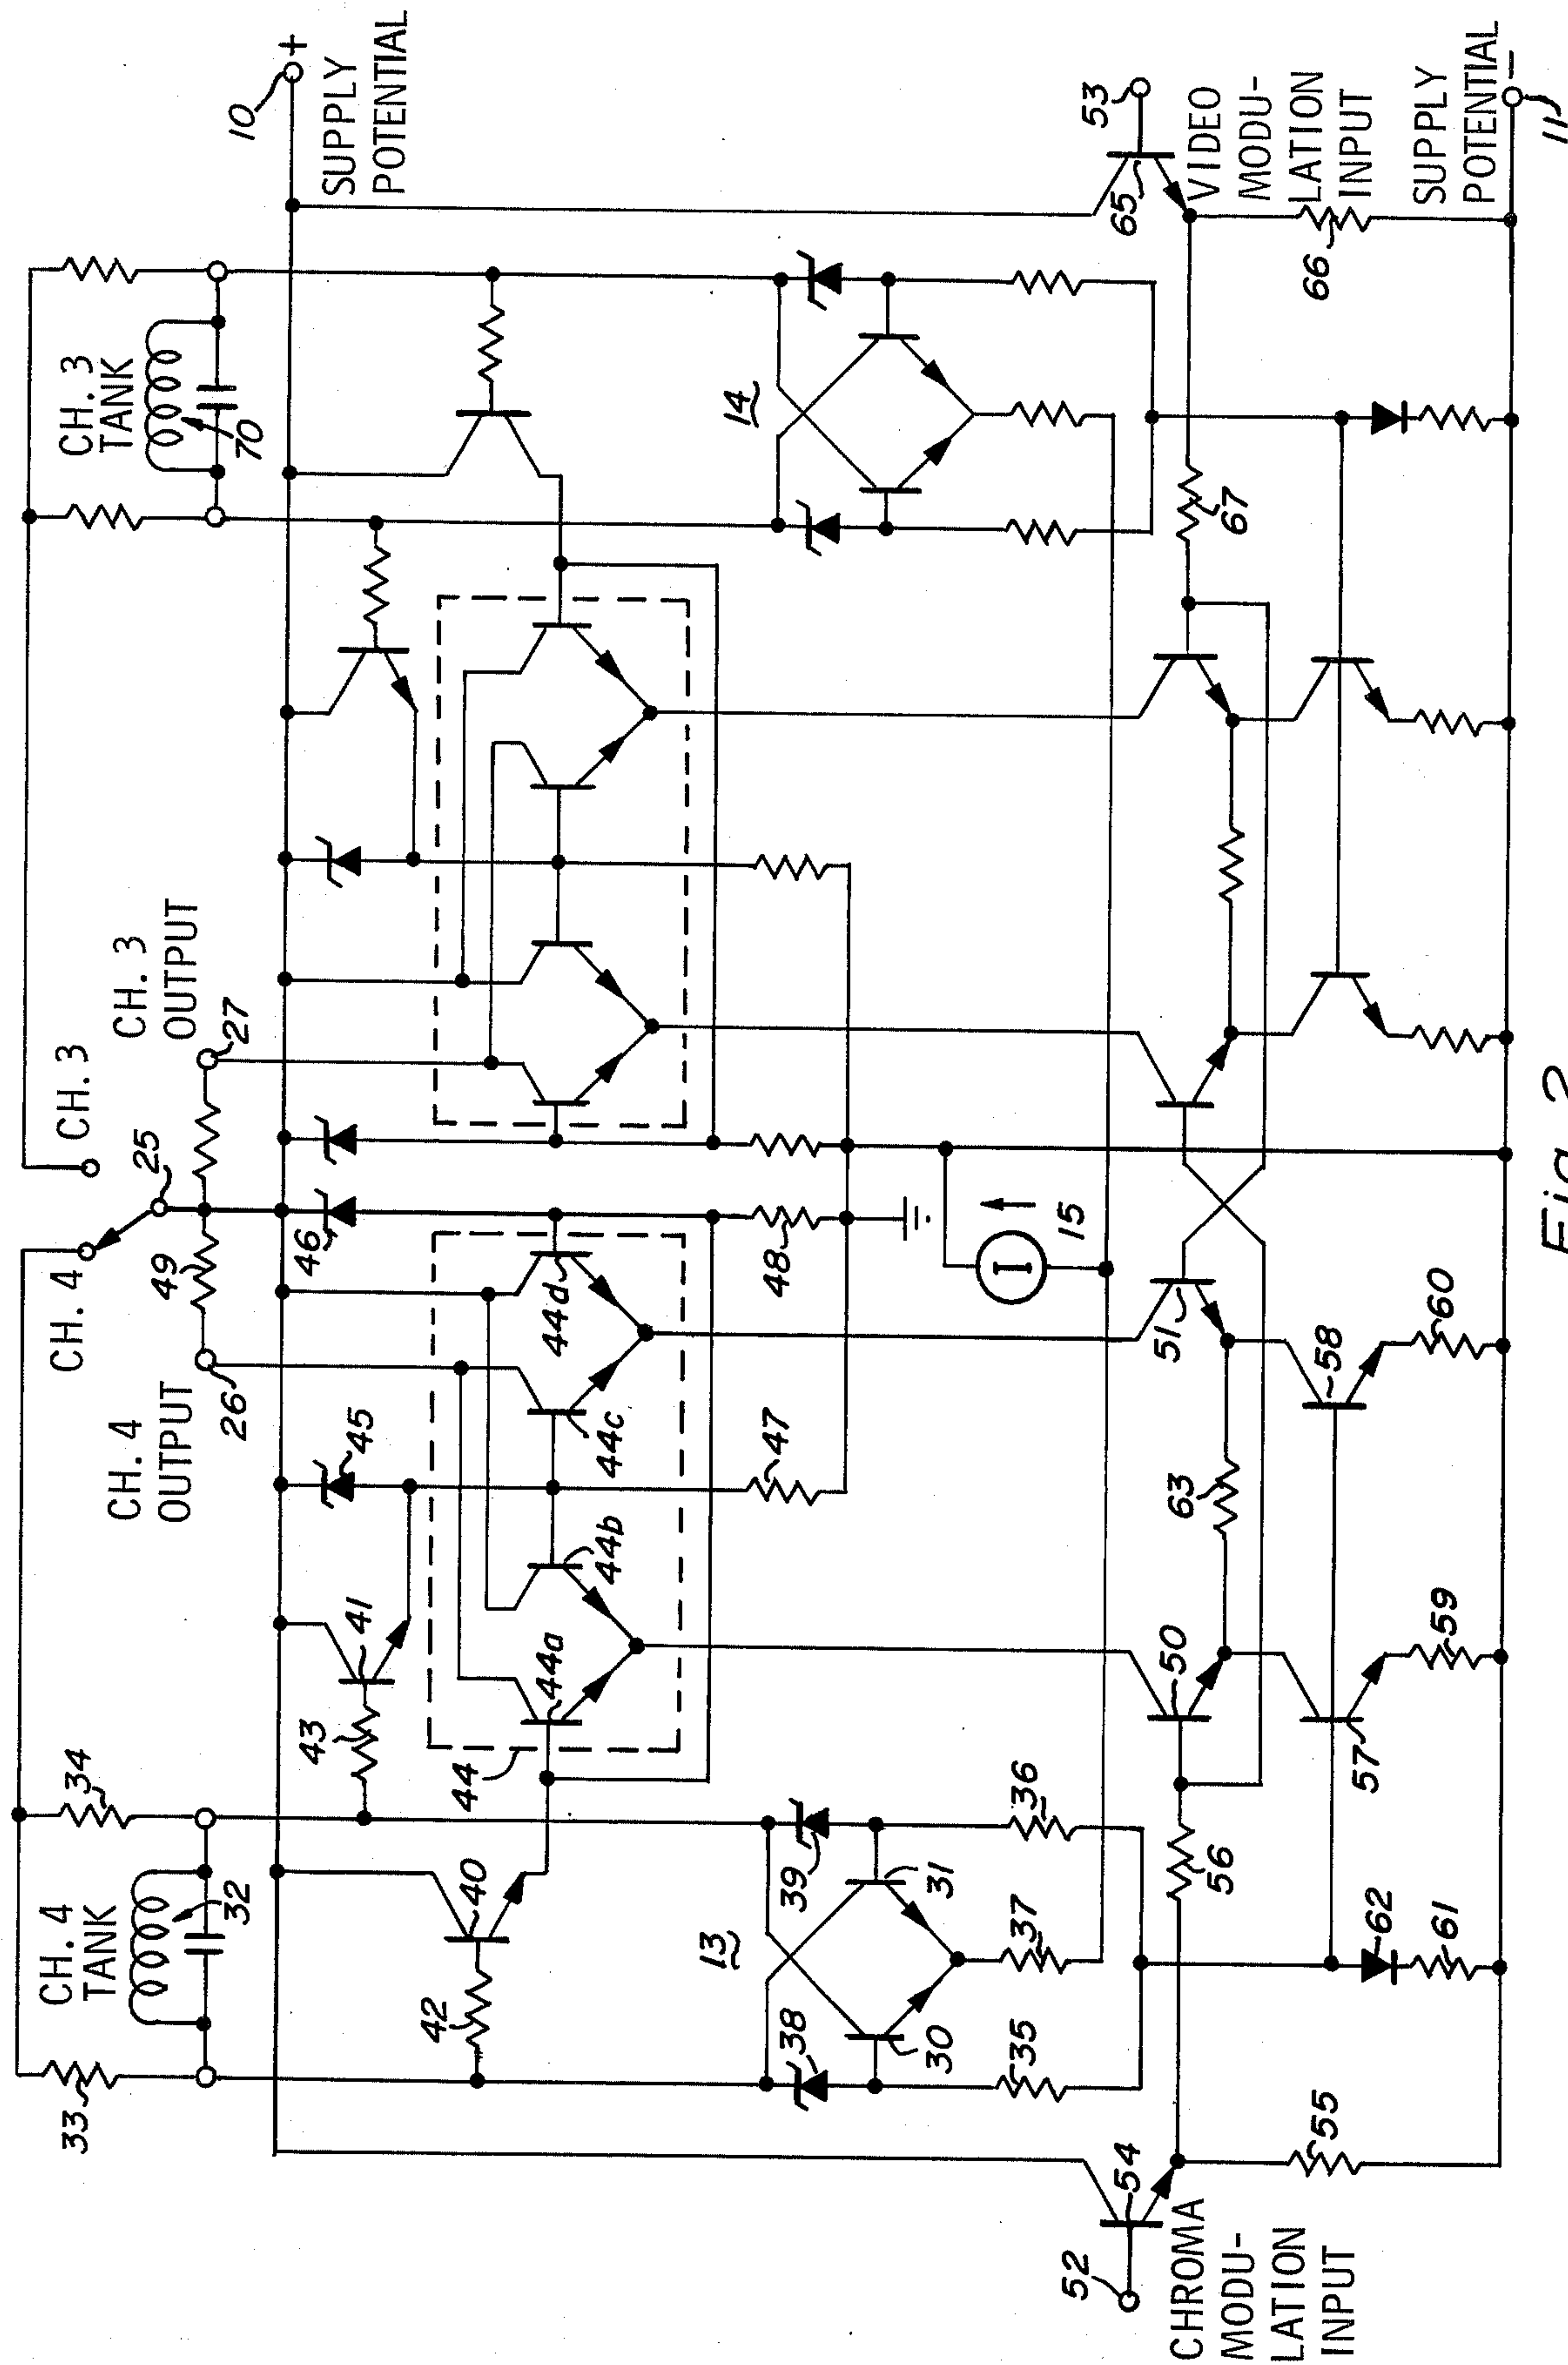 10
+
SUPPLY
POTENTIAL
CH. 3
TANK
70
CH. 3
OUTPUT
27
CH. 3
25
CH. 4
49
26
CH. 4
OUTPUT
34
CH. 4
TANK
32
33
46
45
41
43
40
42
44
44a
44b
44c
44d
47
48
I
15
13
14
38
39
30
31
35
36
37
53
65
VIDEO
MODU-
LATION
INPUT
66
67
SUPPLY
POTENTIAL
−
11
51
50
63
56
58
57
60
59
62
61
55
54
52
CHROMA
MODU-
LATION
INPUT
Fig. 2